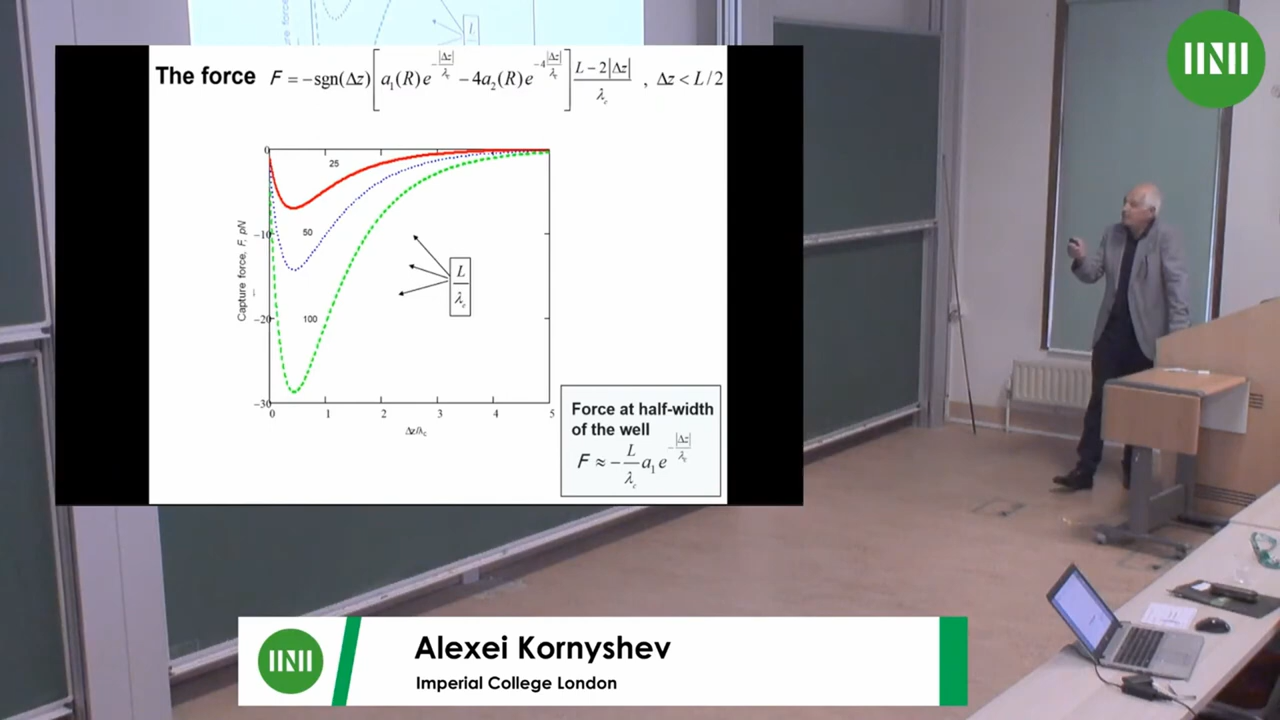 The force F = −sgn(Δz) [ a₁(R) e^{−|Δz|/λc} − 4a₂(R) e^{−4|Δz|/λc} ] (L − 2|Δz|)/λc , Δz < L/2
0
25
50
100
−10
−20
−30
Capture force, F, pN
L/λc
0 1 2 3 4 5
Δz/λc
Force at half-width
of the well
F ≈ − (L/λc) a₁ e^{−|Δz|/λc}
Alexei Kornyshev
Imperial College London